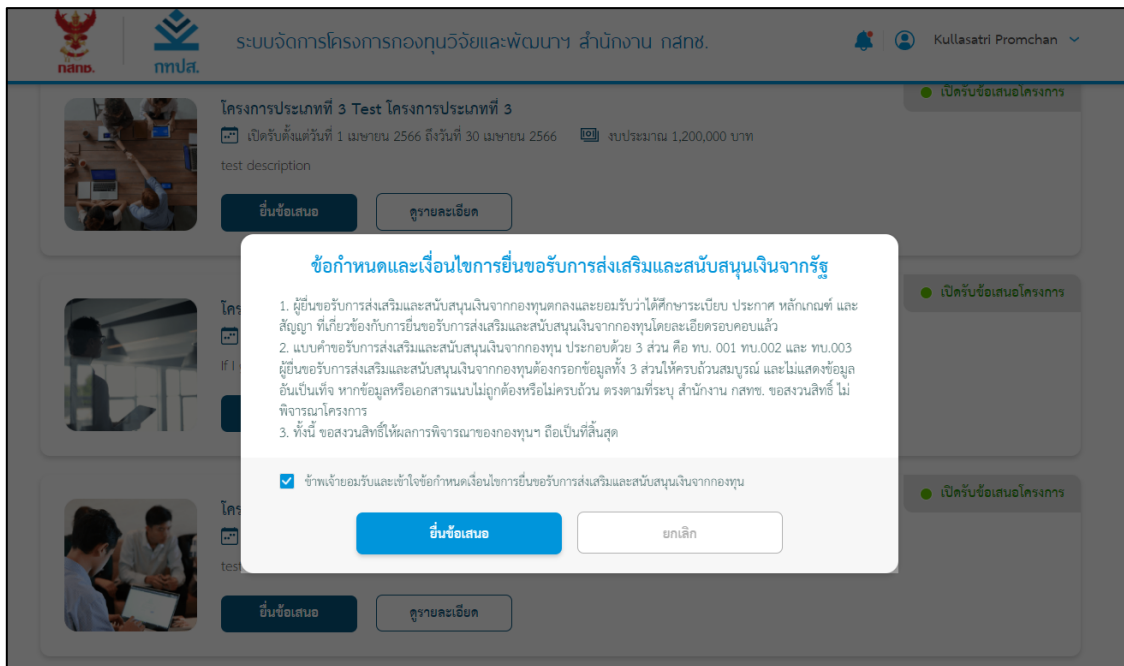 กสทช.
กทปส.
ระบบจัดการโครงการกองทุนวิจัยและพัฒนาฯ สำนักงาน กสทช.
Kullasatri Promchan
โครงการประเภทที่ 3 Test โครงการประเภทที่ 3
เปิดรับข้อเสนอโครงการ
เปิดรับตั้งแต่วันที่ 1 เมษายน 2566 ถึงวันที่ 30 เมษายน 2566 งบประมาณ 1,200,000 บาท
test description
ยื่นข้อเสนอ ดูรายละเอียด
ข้อกำหนดและเงื่อนไขการยื่นขอรับการส่งเสริมและสนับสนุนเงินจากรัฐ
1. ผู้ยื่นขอรับการส่งเสริมและสนับสนุนเงินจากกองทุนตกลงและยอมรับว่าได้ศึกษาระเบียบ ประกาศ หลักเกณฑ์ และ
สัญญา ที่เกี่ยวข้องกับการยื่นขอรับการส่งเสริมและสนับสนุนเงินจากกองทุนโดยละเอียดรอบคอบแล้ว
2. แบบคำขอรับการส่งเสริมและสนับสนุนเงินจากกองทุน ประกอบด้วย 3 ส่วน คือ ทบ. 001 ทบ.002 และ ทบ.003
ผู้ยื่นขอรับการส่งเสริมและสนับสนุนเงินจากกองทุนต้องกรอกข้อมูลทั้ง 3 ส่วนให้ครบถ้วนสมบูรณ์ และไม่แสดงข้อมูล
อันเป็นเท็จ หากข้อมูลหรือเอกสารแนบไม่ถูกต้องหรือไม่ครบถ้วน ตรงตามที่ระบุ สำนักงาน กสทช. ขอสงวนสิทธิ์ ไม่
พิจารณาโครงการ
3. ทั้งนี้ ขอสงวนสิทธิ์ให้ผลการพิจารณาของกองทุนฯ ถือเป็นที่สิ้นสุด
ข้าพเจ้ายอมรับและเข้าใจข้อกำหนดเงื่อนไขการยื่นขอรับการส่งเสริมและสนับสนุนเงินจากกองทุน
ยื่นข้อเสนอ ยกเลิก
เปิดรับข้อเสนอโครงการ
If I
เปิดรับข้อเสนอโครงการ
ยื่นข้อเสนอ ดูรายละเอียด